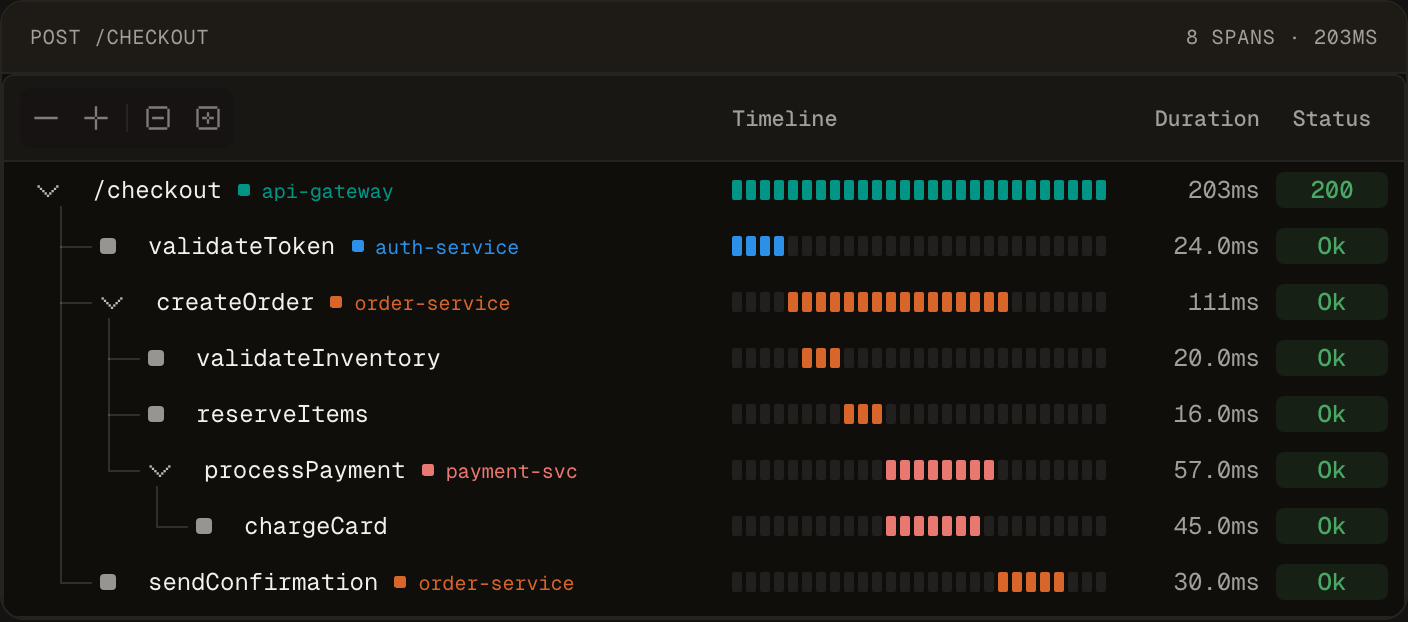 POST /CHECKOUT 8 SPANS · 203MS
Timeline Duration Status
/checkout api-gateway 203ms 200
validateToken auth-service 24.0ms Ok
createOrder order-service 111ms Ok
validateInventory 20.0ms Ok
reserveItems 16.0ms Ok
processPayment payment-svc 57.0ms Ok
chargeCard 45.0ms Ok
sendConfirmation order-service 30.0ms Ok